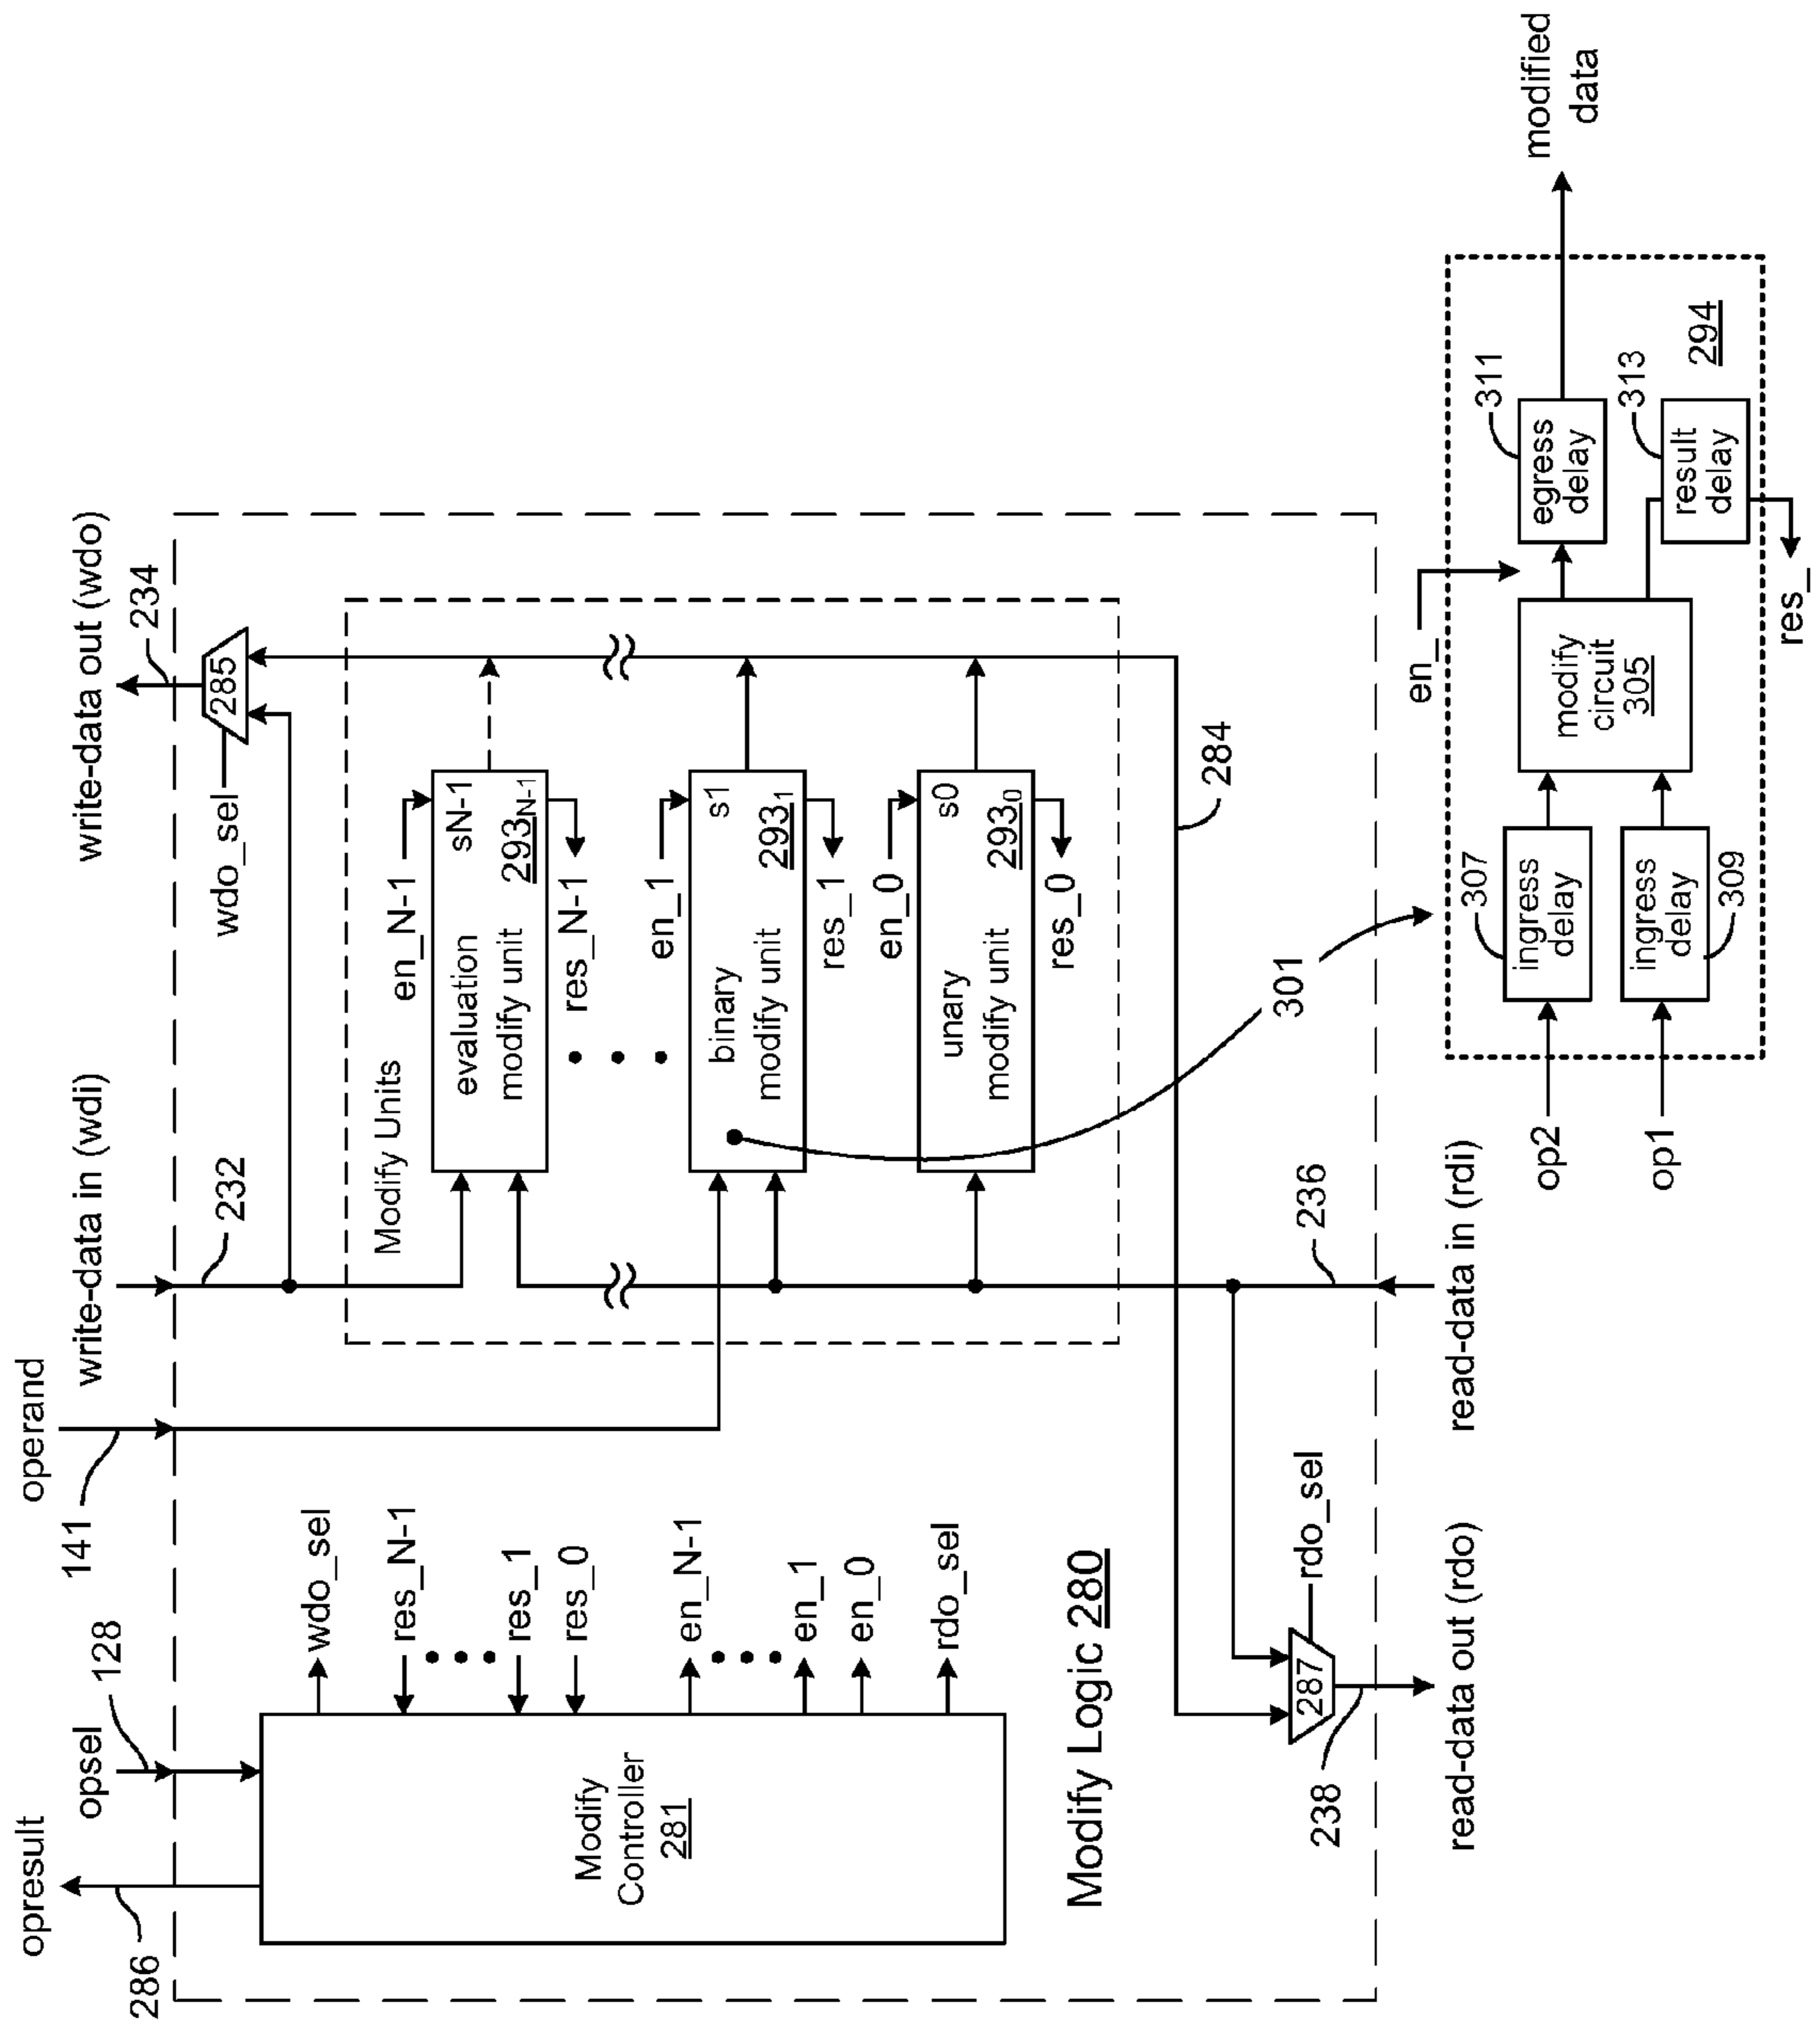 opresult
286
opsel
128
141
operand
write-data in (wdi)
232
write-data out (wdo)
234
wdo_sel
285
Modify
Controller
281
wdo_sel
res_N-1
res_1
res_0
en_N-1
en_1
en_0
rdo_sel
Modify Units
evaluation
modify unit
sN-1
293N-1
en_N-1
res_N-1
binary
modify unit
s1
2931
en_1
res_1
unary
modify unit
s0
2930
en_0
res_0
284
Modify Logic 280
287
rdo_sel
238
read-data out (rdo)
236
read-data in (rdi)
301
op2
op1
307
ingress
delay
ingress
delay
309
en_
modify
circuit
305
311
egress
delay
313
result
delay
294
res_
modified
data